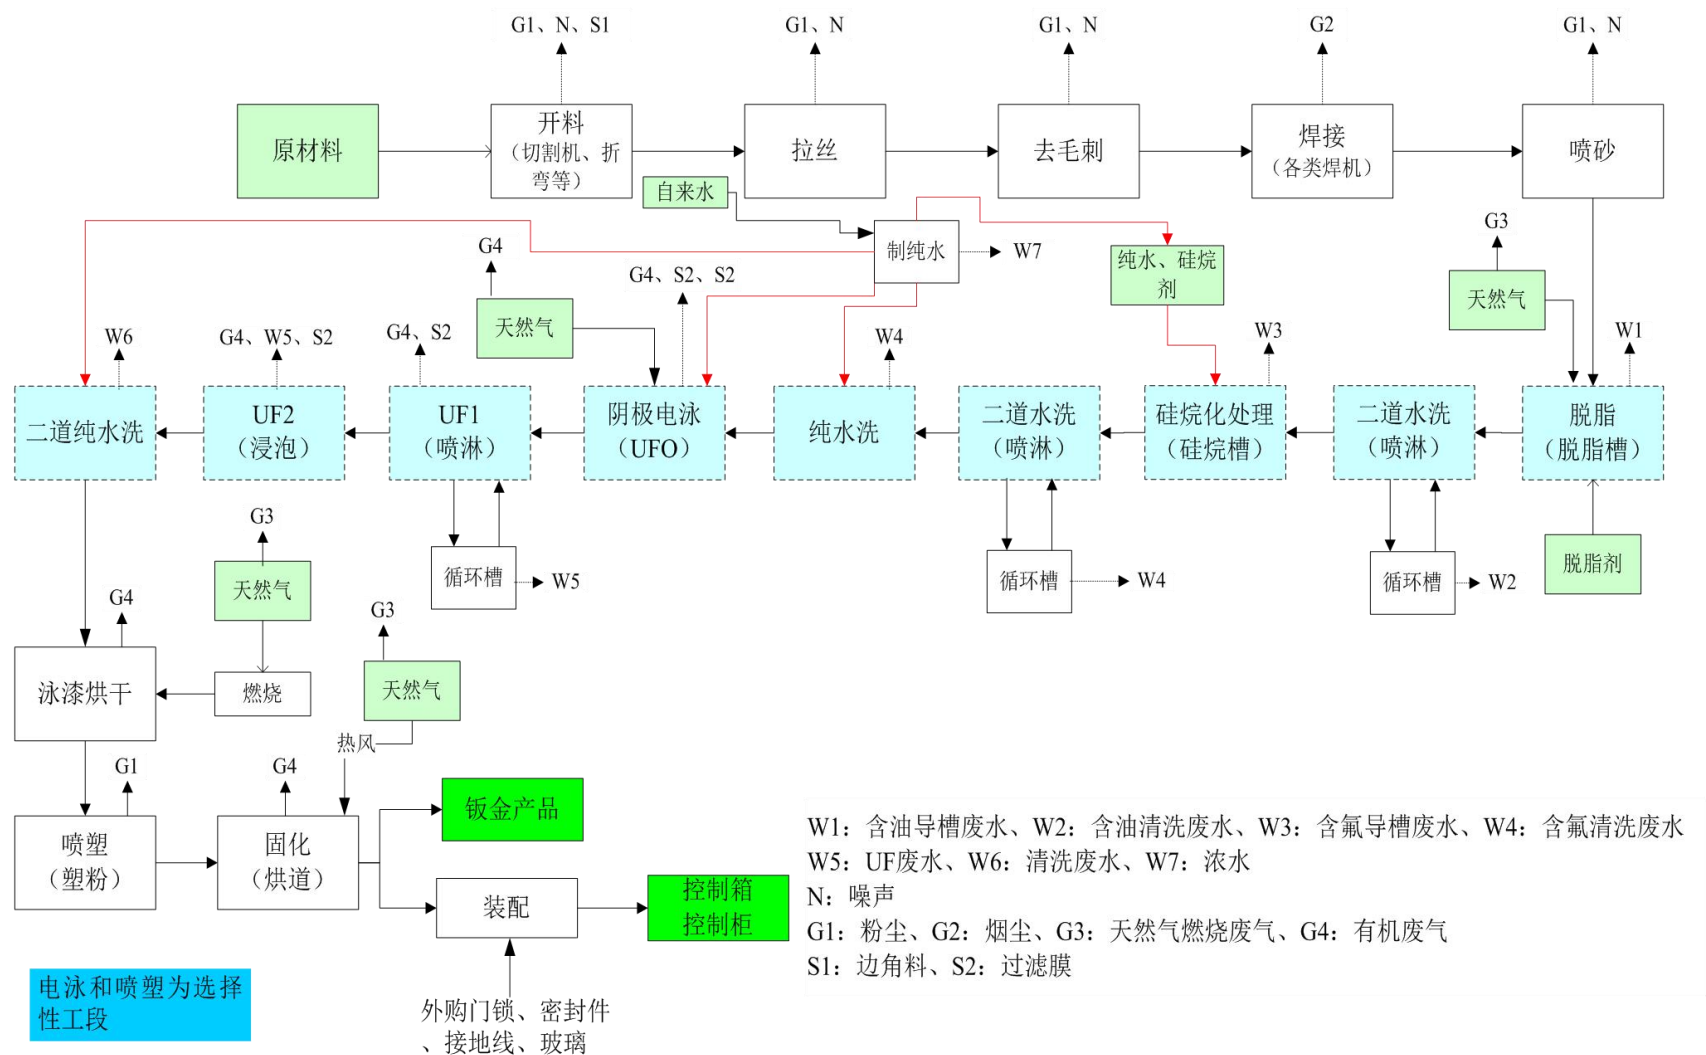 G1、N、S1
G1、N
G1、N
G2
G1、N
原材料
开料
（切割机、折
弯等）
拉丝
去毛刺
焊接
（各类焊机）
喷砂
自来水
制纯水
W7
纯水、硅烷
剂
G3
天然气
G4
天然气
G4、S2、S2
W6
G4、W5、S2
G4、S2
W4
W3
W1
二道纯水洗
UF2
（浸泡）
UF1
（喷淋）
阴极电泳
（UFO）
纯水洗
二道水洗
（喷淋）
硅烷化处理
（硅烷槽）
二道水洗
（喷淋）
脱脂
（脱脂槽）
G3
天然气
循环槽
W5
循环槽
W4
循环槽
W2
脱脂剂
G4
泳漆烘干
燃烧
G3
天然气
热风
G1
G4
喷塑
（塑粉）
固化
（烘道）
钣金产品
装配
控制箱
控制柜
外购门锁、密封件
、接地线、玻璃
电泳和喷塑为选择
性工段
W1：含油导槽废水、W2：含油清洗废水、W3：含氟导槽废水、W4：含氟清洗废水
W5：UF废水、W6：清洗废水、W7：浓水
N：噪声
G1：粉尘、G2：烟尘、G3：天然气燃烧废气、G4：有机废气
S1：边角料、S2：过滤膜